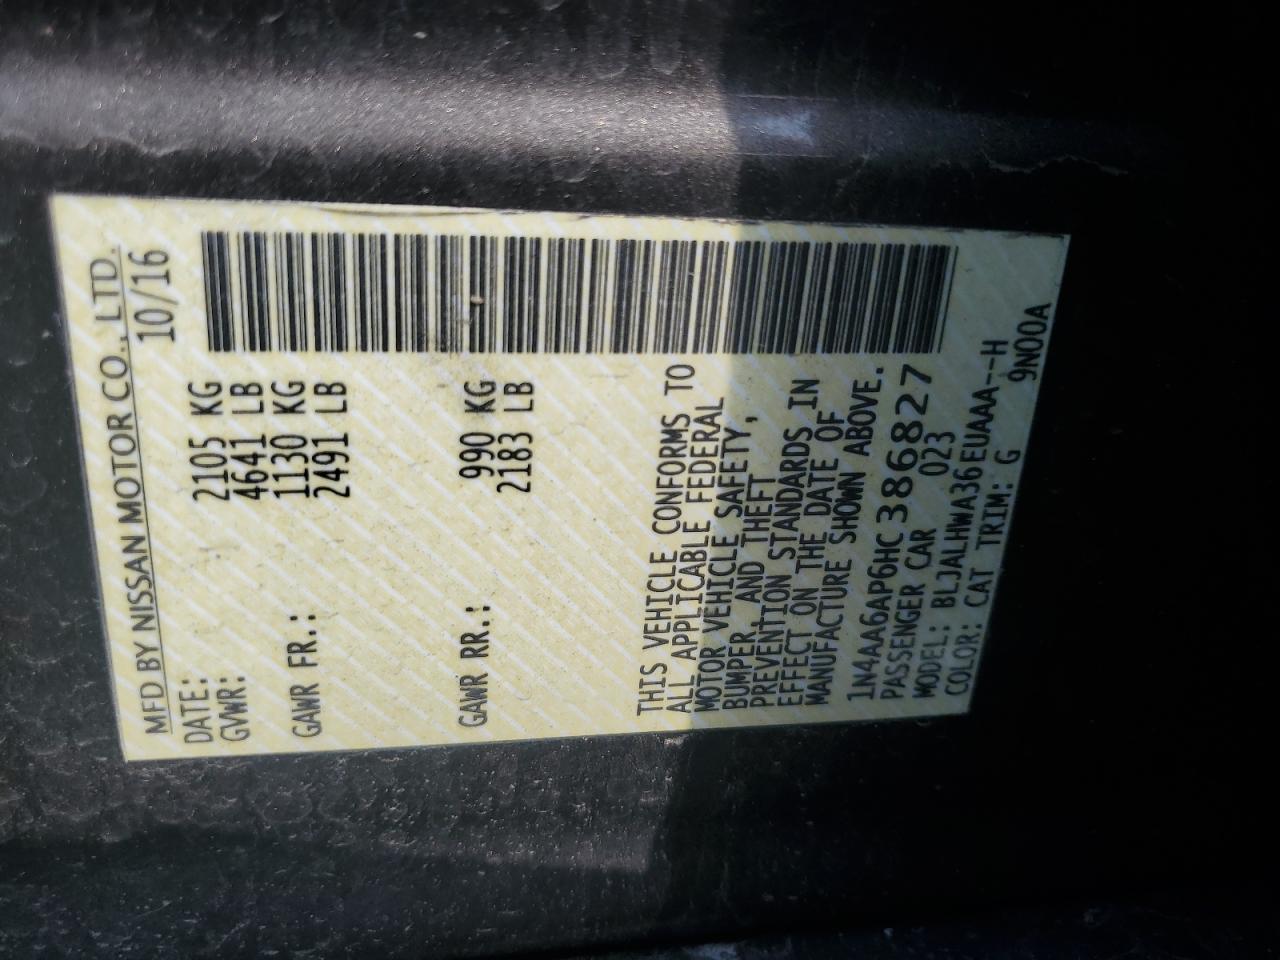 MFD BY NISSAN MOTOR CO., LTD.
DATE: 10/16
GVWR: 2105 KG
4641 LB
GAWR FR.: 1130 KG
2491 LB
GAWR RR.: 990 KG
2183 LB
THIS VEHICLE CONFORMS TO
ALL APPLICABLE FEDERAL
MOTOR VEHICLE SAFETY,
BUMPER, AND THEFT
PREVENTION STANDARDS IN
EFFECT ON THE DATE OF
MANUFACTURE SHOWN ABOVE.
1N4AA6AP6HC386827
PASSENGER CAR 023
MODEL: BLJALHWA36EUAAA--H
COLOR: CAT TRIM: G 9N00A